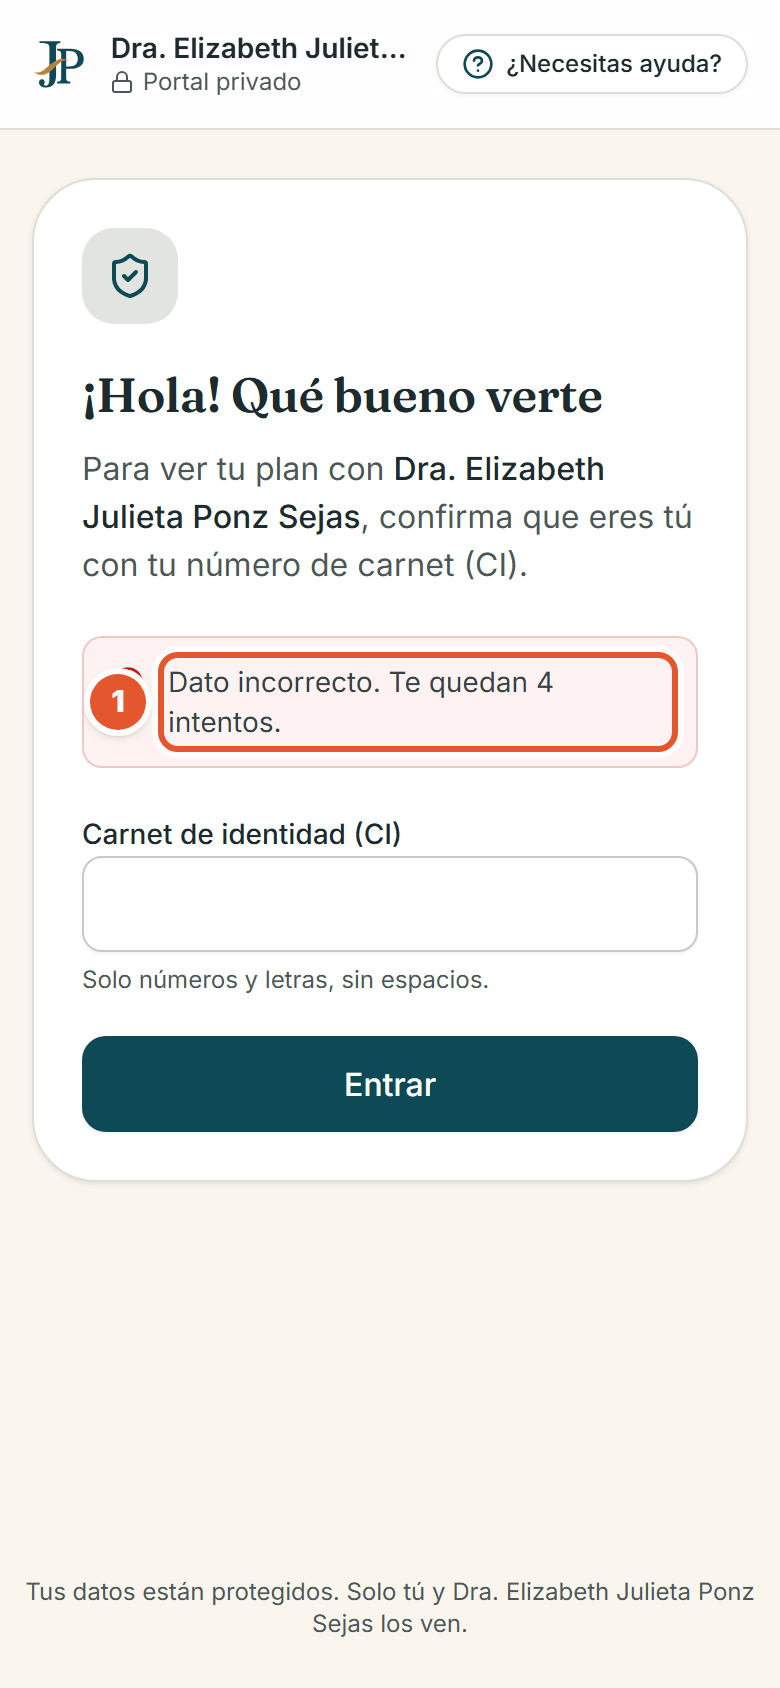 JP
Dra. Elizabeth Juliet...
Portal privado
¿Necesitas ayuda?
¡Hola! Qué bueno verte
Para ver tu plan con Dra. Elizabeth
Julieta Ponz Sejas, confirma que eres tú
con tu número de carnet (CI).
1
Dato incorrecto. Te quedan 4
intentos.
Carnet de identidad (CI)
Solo números y letras, sin espacios.
Entrar
Tus datos están protegidos. Solo tú y Dra. Elizabeth Julieta Ponz
Sejas los ven.